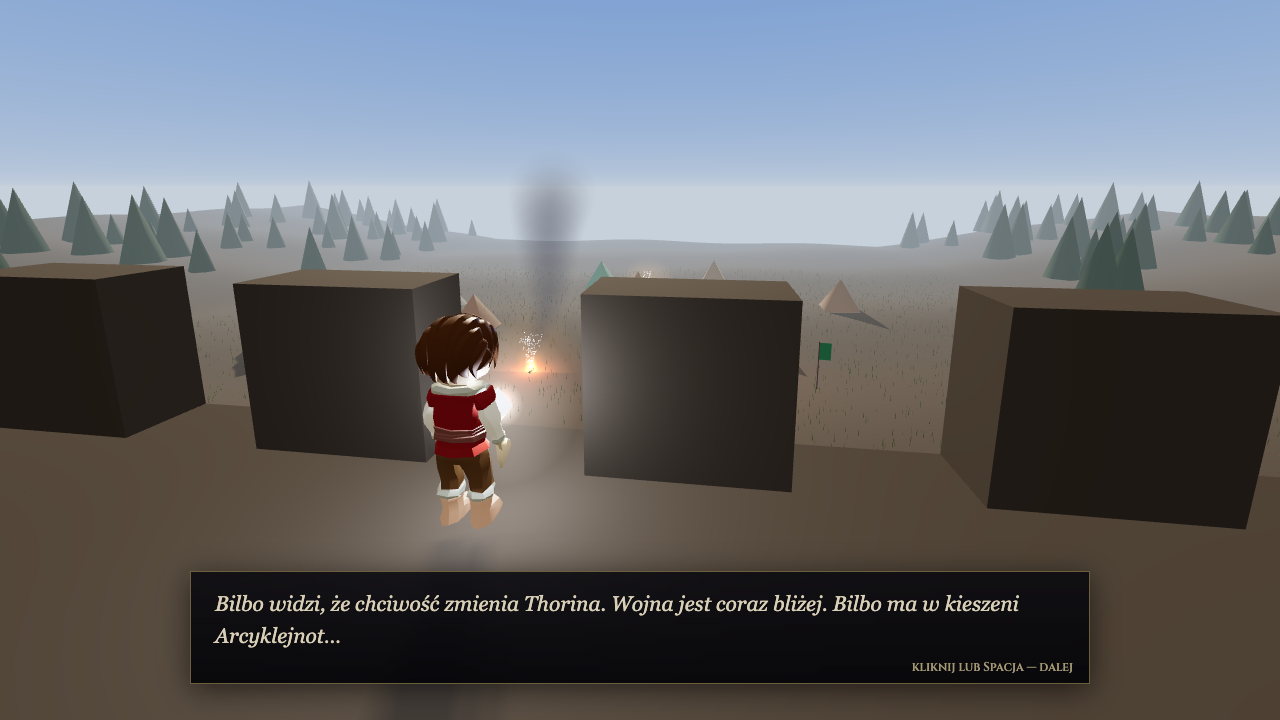 Bilbo widzi, że chciwość zmienia Thorina. Wojna jest coraz bliżej. Bilbo ma w kieszeni
Arcyklejnot...
KLIKNIJ LUB SPACJA — DALEJ